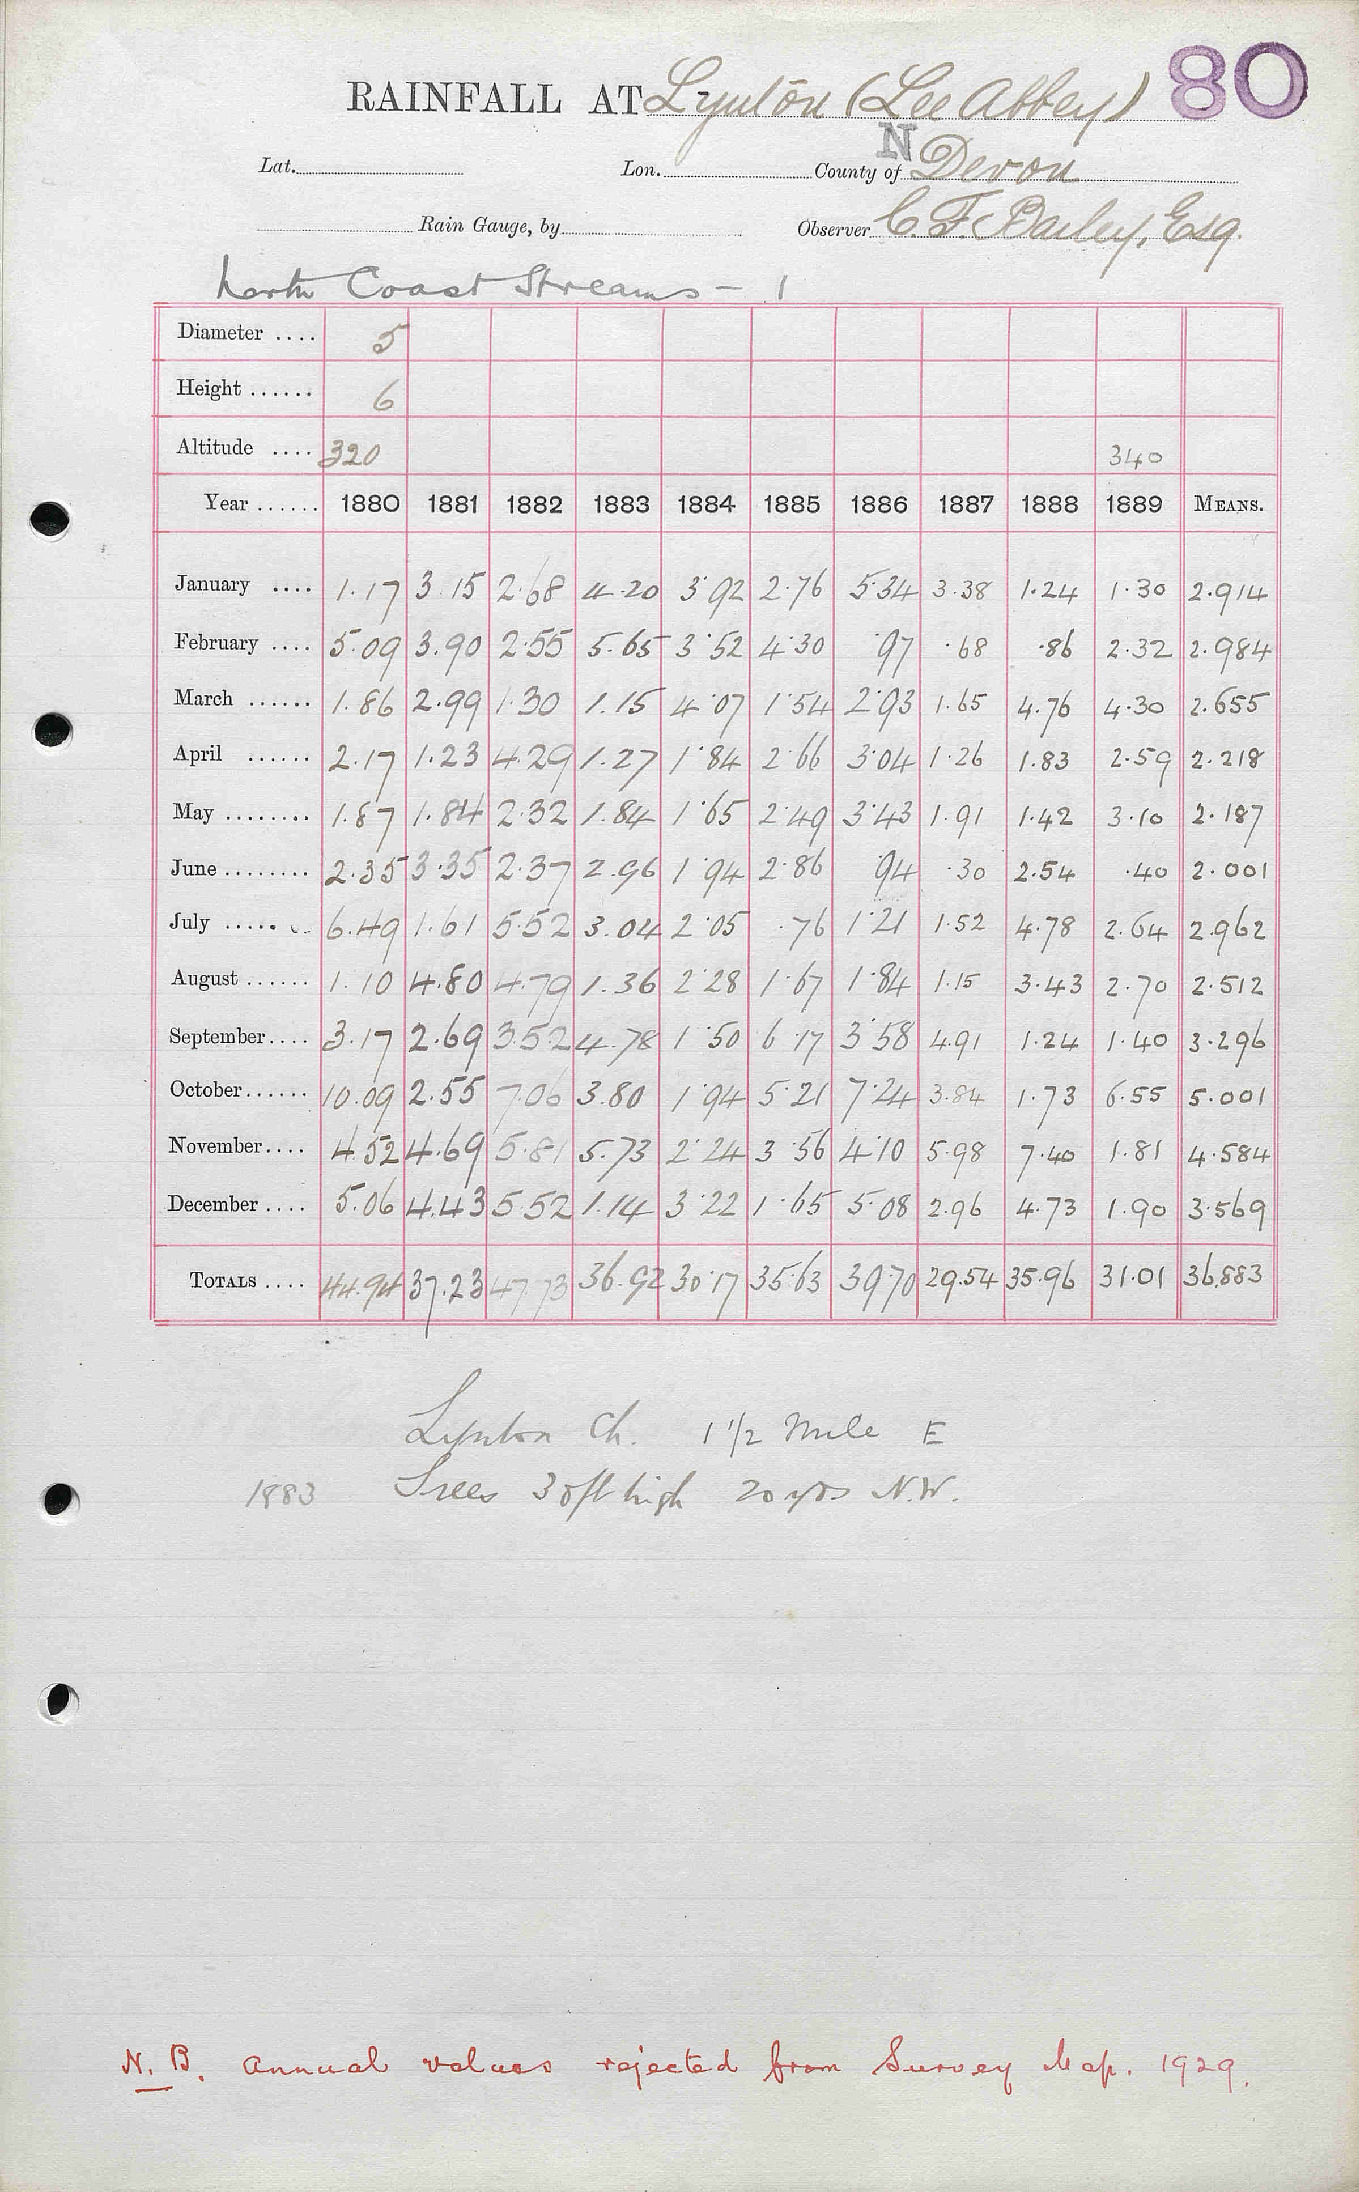 80
RAINFALL AT Lynton (Lee Abbey)
Lat. Lon. County of N Devon
Rain Gauge, by Observer C. F. Bailey, Esq.
North Coast Streams - 1
Diameter .... 5
Height ...... 6
Altitude .... 320 340
Year ...... 1880 1881 1882 1883 1884 1885 1886 1887 1888 1889 MEANS.
January .... 1.17 3.15 2.68 4.20 3.92 2.76 5.34 3.38 1.24 1.30 2.914
February .... 5.09 3.90 2.55 5.65 3.52 4.30 .97 .68 .86 2.32 2.984
March ...... 1.86 2.99 1.30 1.15 4.07 1.54 2.93 1.65 4.76 4.30 2.655
April ...... 2.17 1.23 4.29 1.27 1.84 2.66 3.04 1.26 1.83 2.59 2.218
May ........ 1.87 1.84 2.32 1.84 1.65 2.49 3.43 1.91 1.42 3.10 2.187
June ........ 2.35 3.35 2.37 2.96 1.94 2.86 .94 .30 2.54 .40 2.001
July ..... 6.49 1.61 5.52 3.04 2.05 .76 1.21 1.52 4.78 2.64 2.962
August ...... 1.10 4.80 4.79 1.36 2.28 1.67 1.84 1.15 3.43 2.70 2.512
September .... 3.17 2.69 3.52 4.78 1.50 6.17 3.58 4.91 1.24 1.40 3.296
October ...... 10.09 2.55 7.06 3.80 1.94 5.21 7.24 3.84 1.73 6.55 5.001
November .... 4.52 4.69 5.81 5.73 2.24 3.56 4.10 5.98 7.40 1.81 4.584
December .... 5.06 4.43 5.52 1.14 3.22 1.65 5.08 2.96 4.73 1.90 3.569
TOTALS .... 44.94 37.23 47.73 36.92 30.17 35.63 39.70 29.54 35.96 31.01 36.883
Lynton Ch. 1 1/2 mile E
1883 Trees 30ft high 20 yds N.W.
N.B. Annual values rejected from Survey Map. 1929.